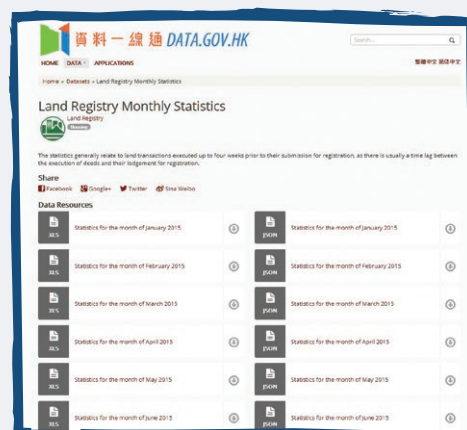 資料一線通 DATA.GOV.HK
Search...
HOME DATA APPLICATIONS
繁體中文 简体中文
Home » Datasets » Land Registry Monthly Statistics
Land Registry Monthly Statistics
Land Registry
The statistics generally relate to land transactions executed up to four weeks prior to their submission for registration, as there is usually a time lag between
the execution of deeds and their lodgement for registration.
Share
Facebook Google+ Twitter Sina Weibo
Data Resources
XLS Statistics for the month of January 2015
JSON Statistics for the month of January 2015
XLS Statistics for the month of February 2015
JSON Statistics for the month of February 2015
XLS Statistics for the month of March 2015
JSON Statistics for the month of March 2015
XLS Statistics for the month of April 2015
JSON Statistics for the month of April 2015
XLS Statistics for the month of May 2015
JSON Statistics for the month of May 2015
XLS Statistics for the month of June 2015
JSON Statistics for the month of June 2015